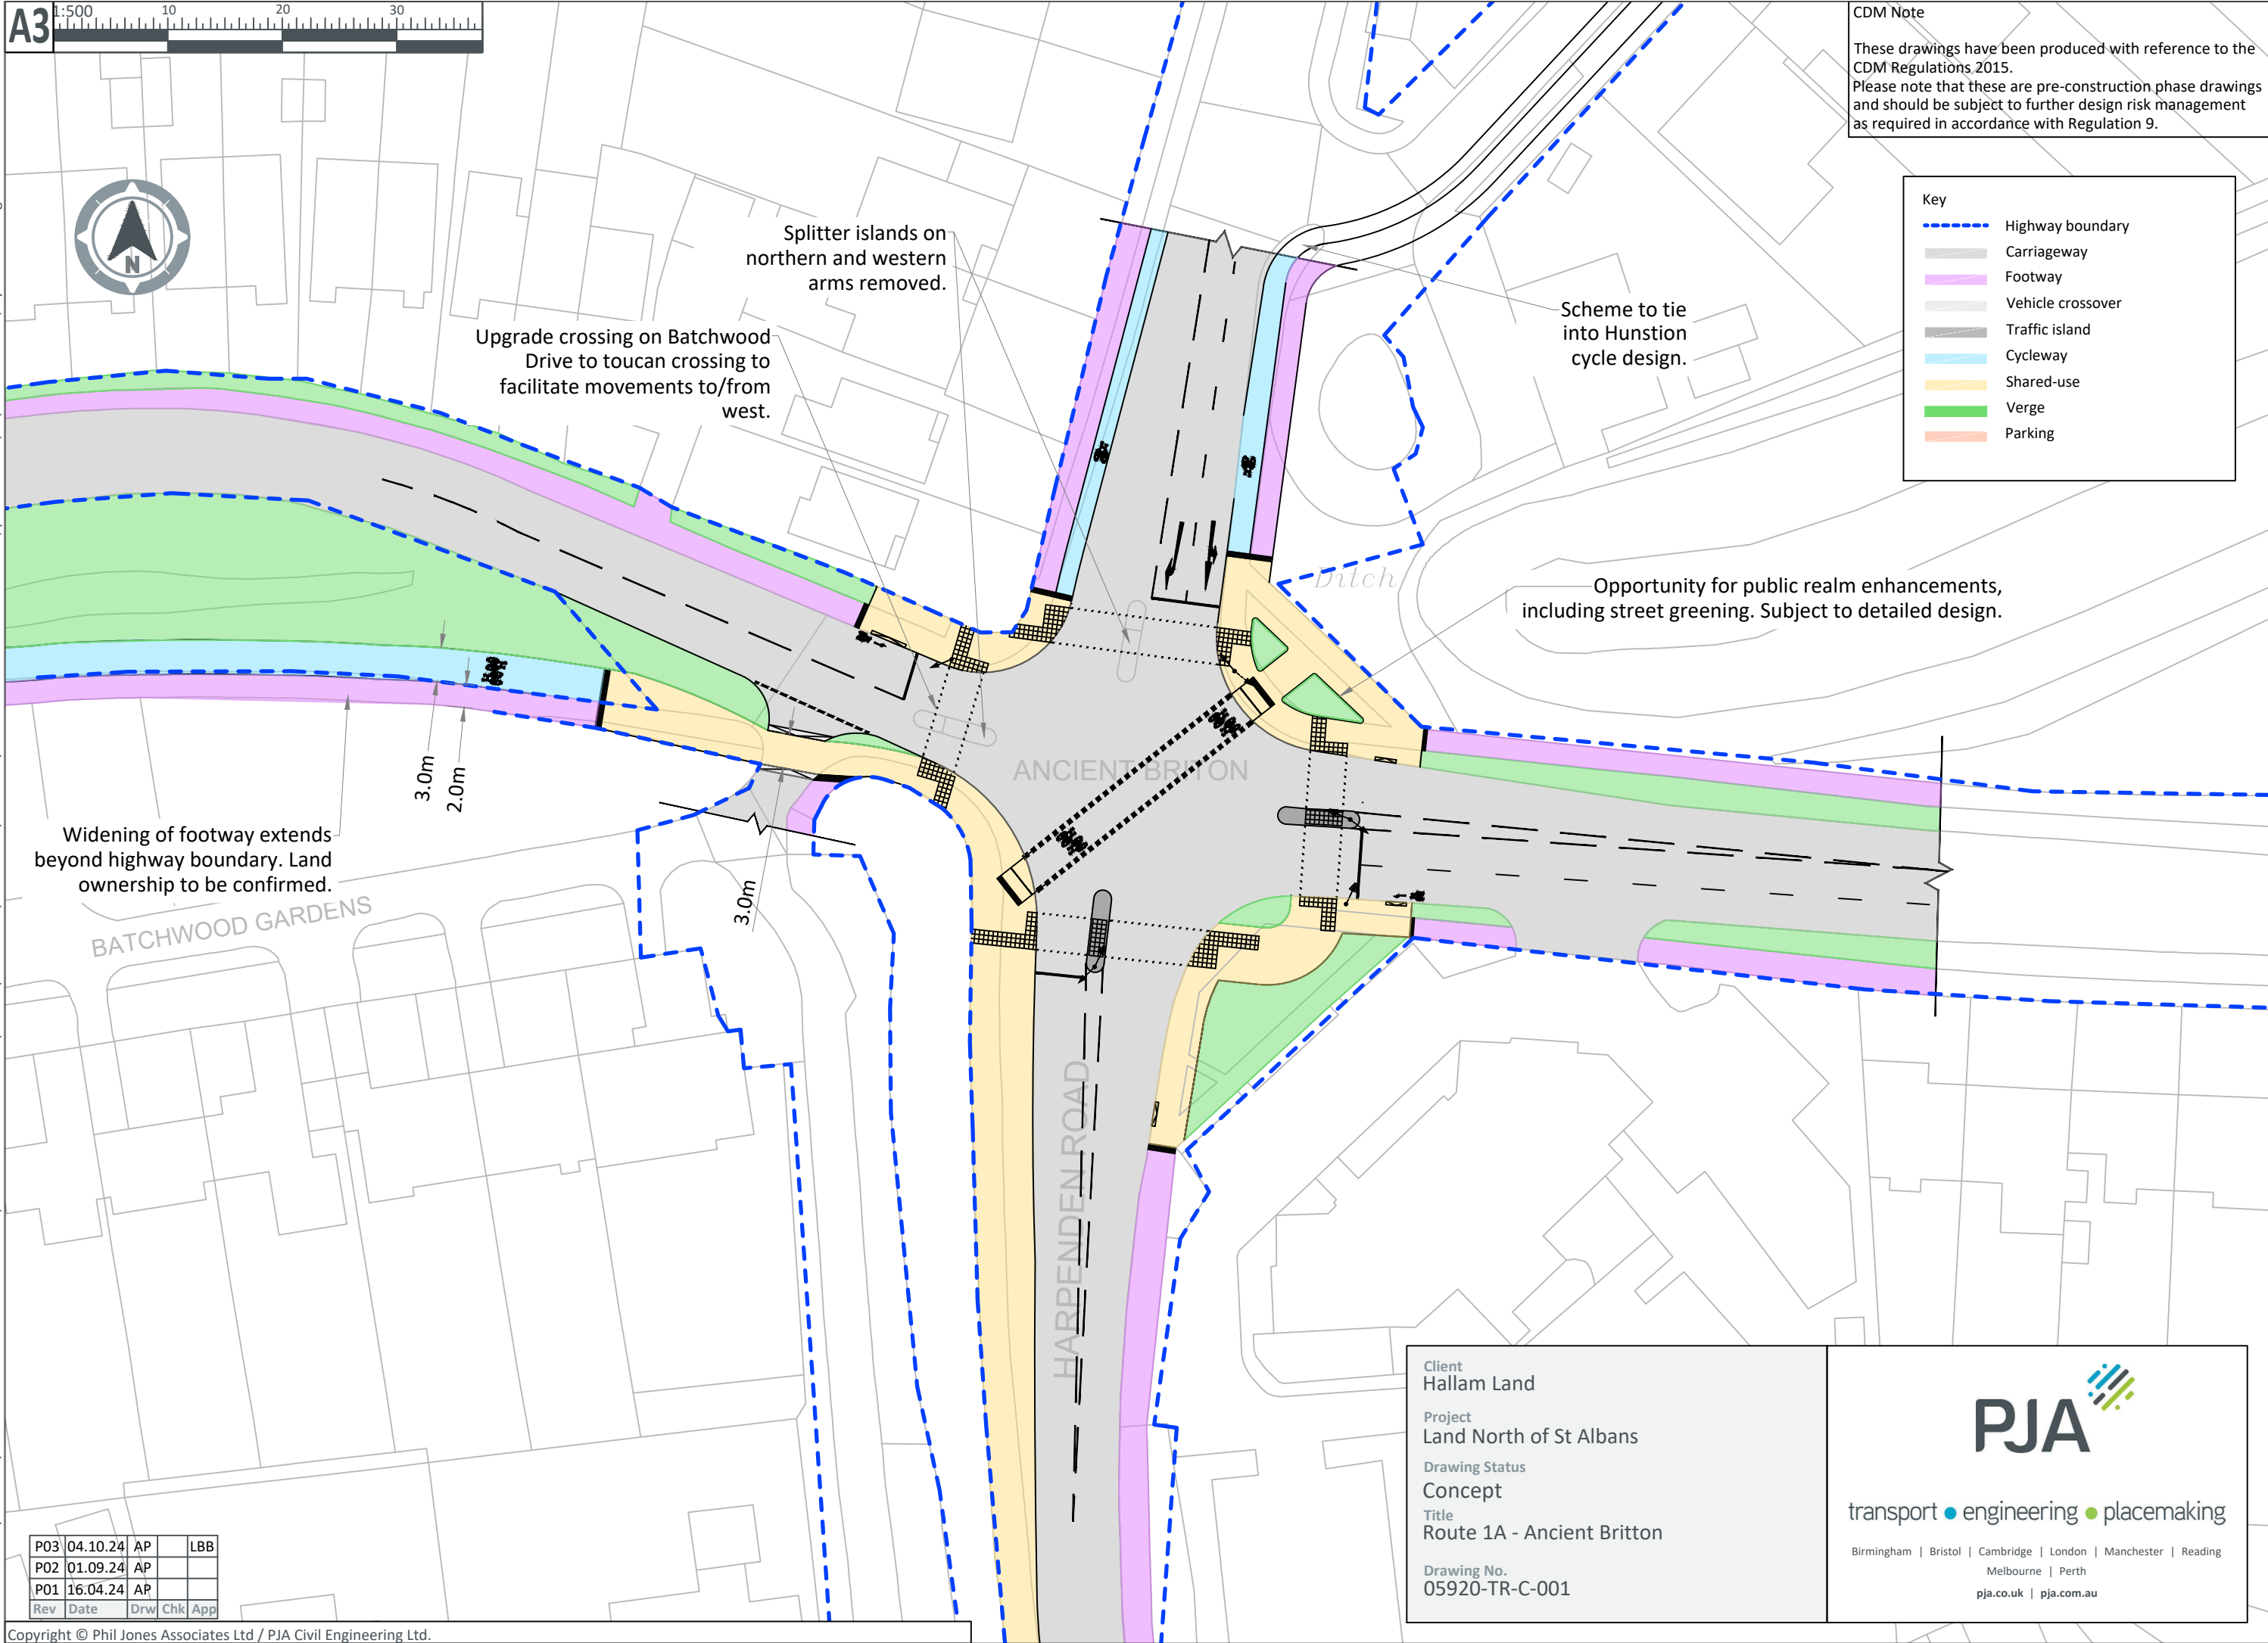 A3
1:500
10
20
30
CDM Note
These drawings have been produced with reference to the
CDM Regulations 2015.
Please note that these are pre-construction phase drawings
and should be subject to further design risk management
as required in accordance with Regulation 9.
Key
Highway boundary
Carriageway
Footway
Vehicle crossover
Traffic island
Cycleway
Shared-use
Verge
Parking
N
Splitter islands on
northern and western
arms removed.
Upgrade crossing on Batchwood
Drive to toucan crossing to
facilitate movements to/from
west.
Scheme to tie
into Hunstion
cycle design.
Ditch
Opportunity for public realm enhancements,
including street greening. Subject to detailed design.
ANCIENT BRITON
3.0m
2.0m
3.0m
Widening of footway extends
beyond highway boundary. Land
ownership to be confirmed.
BATCHWOOD GARDENS
HARPENDEN ROAD
Client
Hallam Land
Project
Land North of St Albans
Drawing Status
Concept
Title
Route 1A - Ancient Britton
Drawing No.
05920-TR-C-001
PJA
transport ● engineering ● placemaking
Birmingham | Bristol | Cambridge | London | Manchester | Reading
Melbourne | Perth
pja.co.uk | pja.com.au
P03 04.10.24 AP LBB
P02 01.09.24 AP
P01 16.04.24 AP
Rev Date Drw Chk App
Copyright © Phil Jones Associates Ltd / PJA Civil Engineering Ltd.